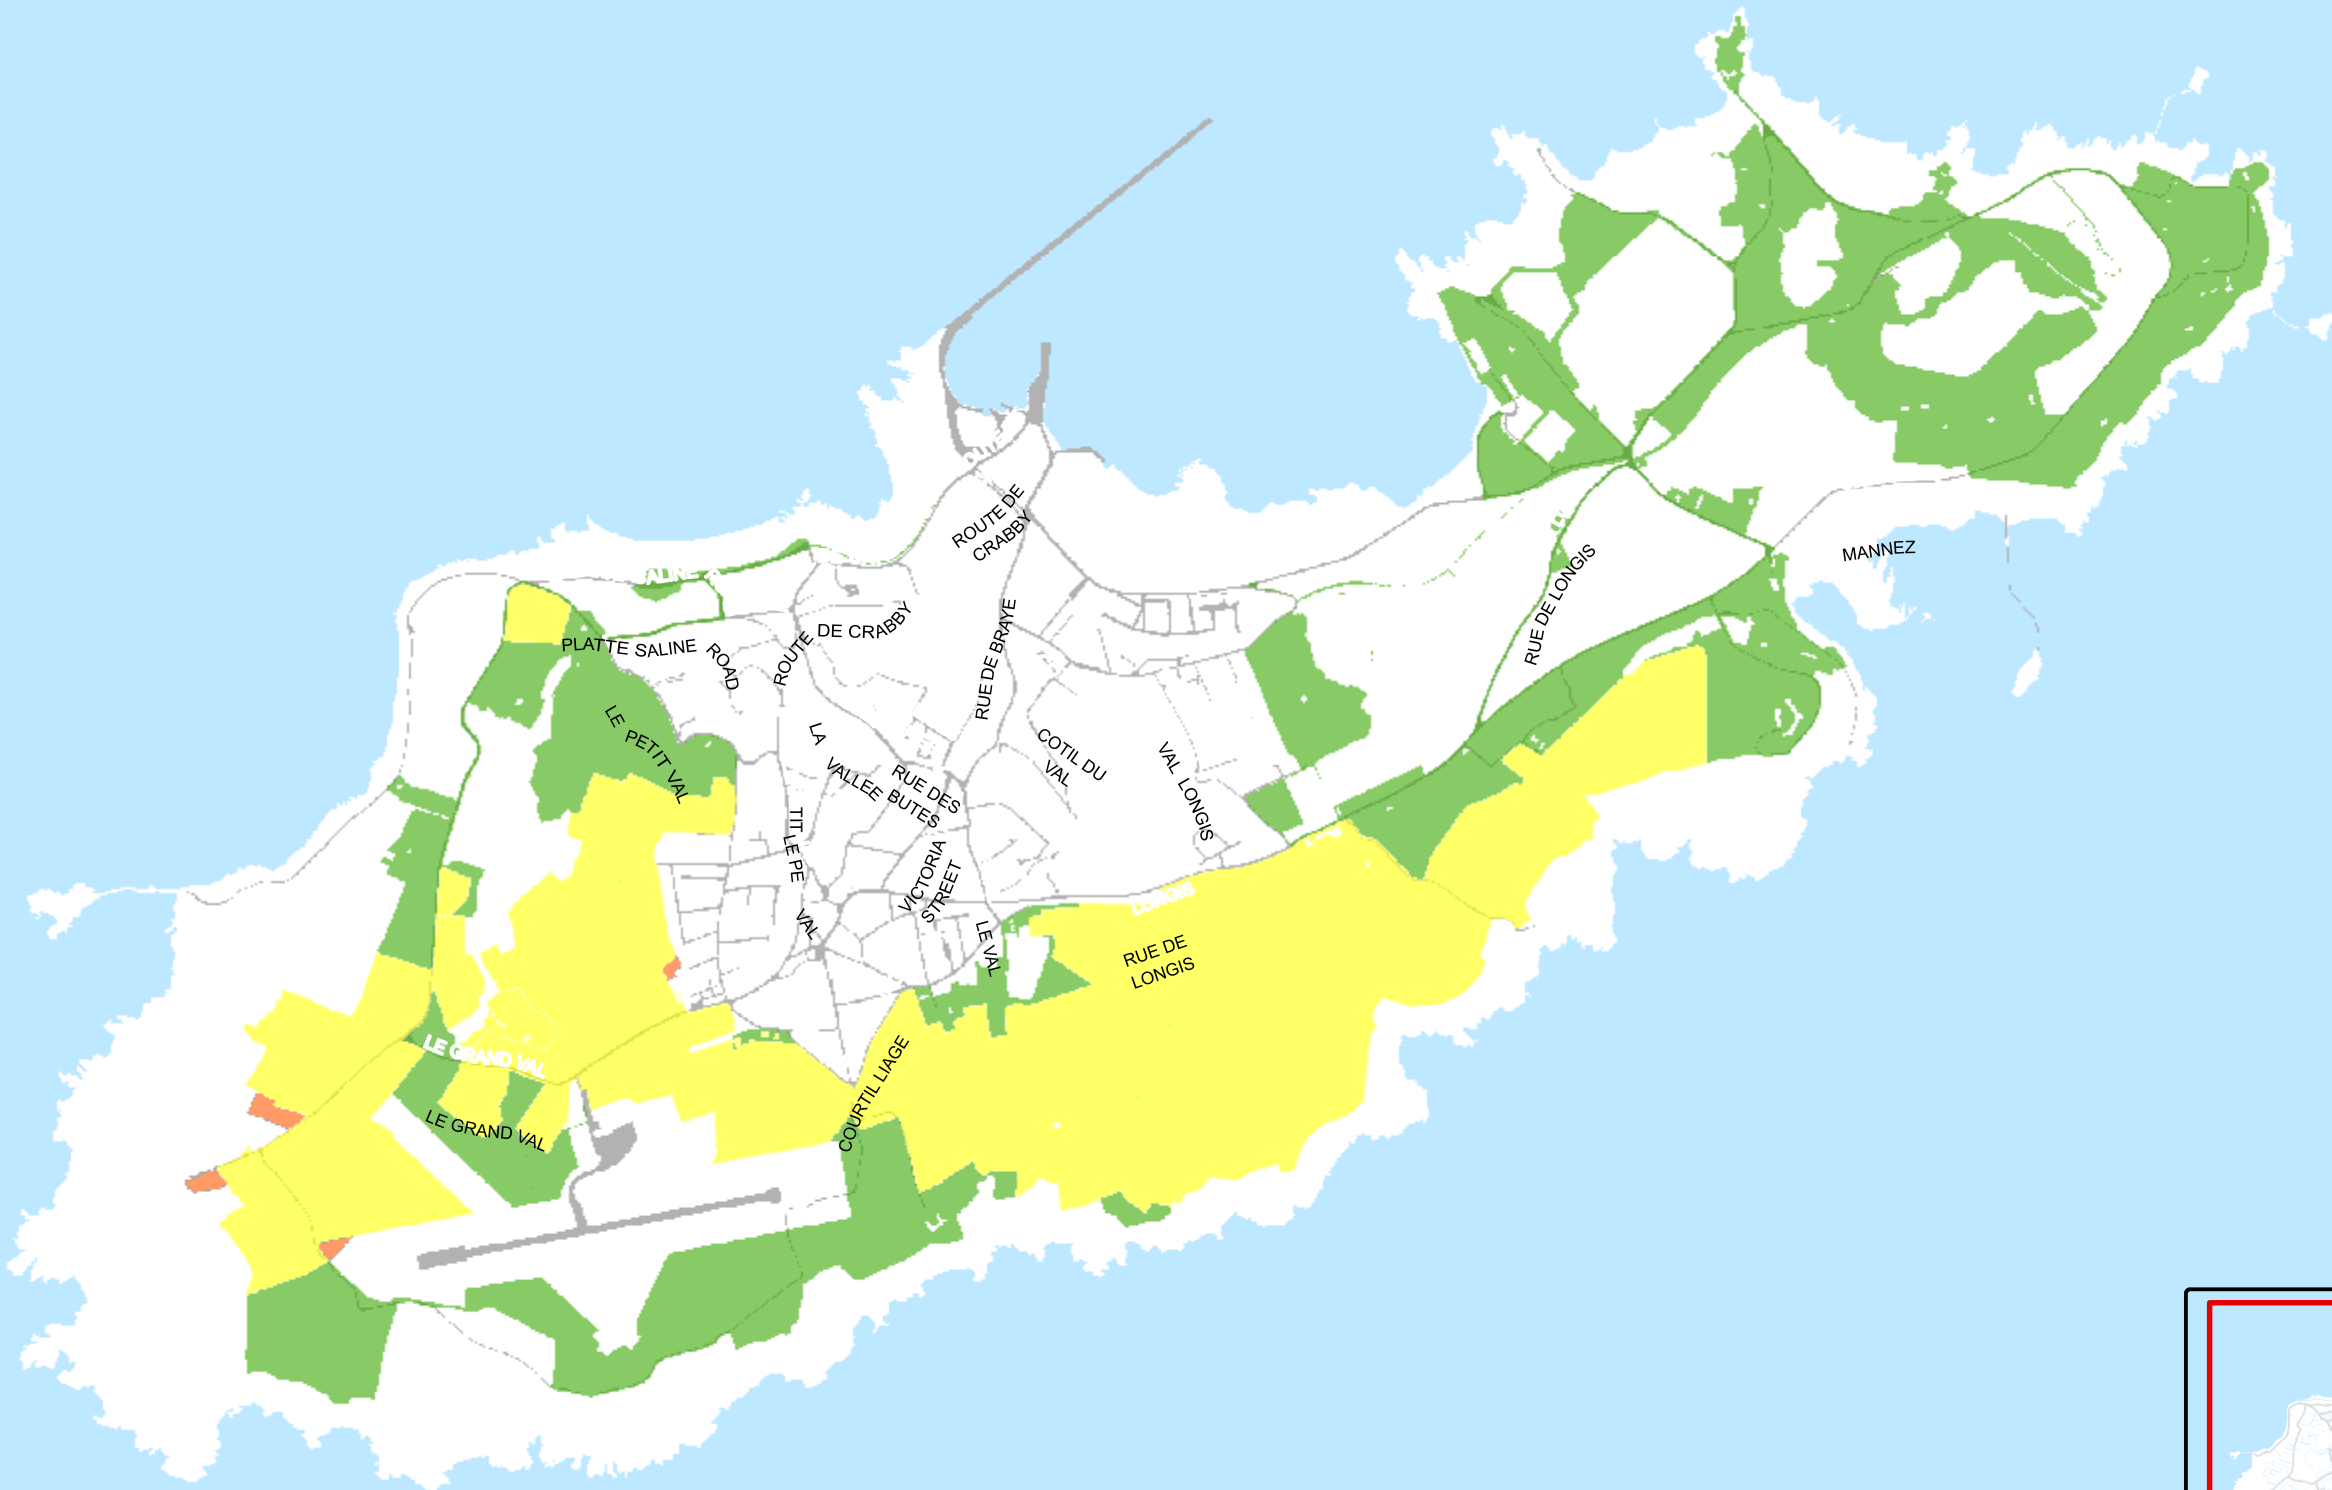 ROUTE DE
CRABBY
MANNEZ
ALINE
PLATTE SALINE
ROAD
ROUTE
DE CRABBY
RUE DE BRAYE
RUE DE LONGIS
LE PETIT VAL
LA
VALLEE
RUE DES
BUTES
COTIL DU
VAL
VAL LONGIS
TIT LE PE
VAL
VICTORIA
STREET
LE VAL
LONGIS
RUE DE
LONGIS
LE GRAND VAL
LE GRAND VAL
COURTIL LIAGE